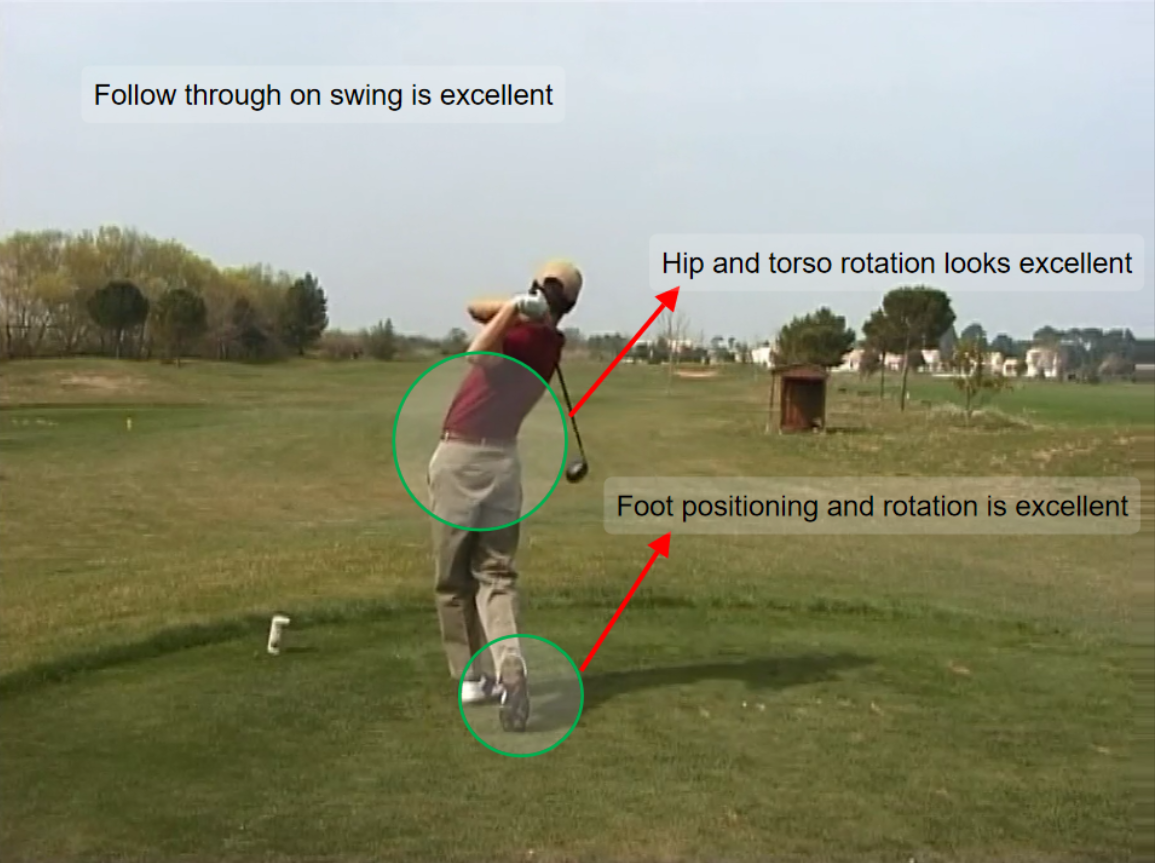 Follow through on swing is excellent
Hip and torso rotation looks excellent
Foot positioning and rotation is excellent